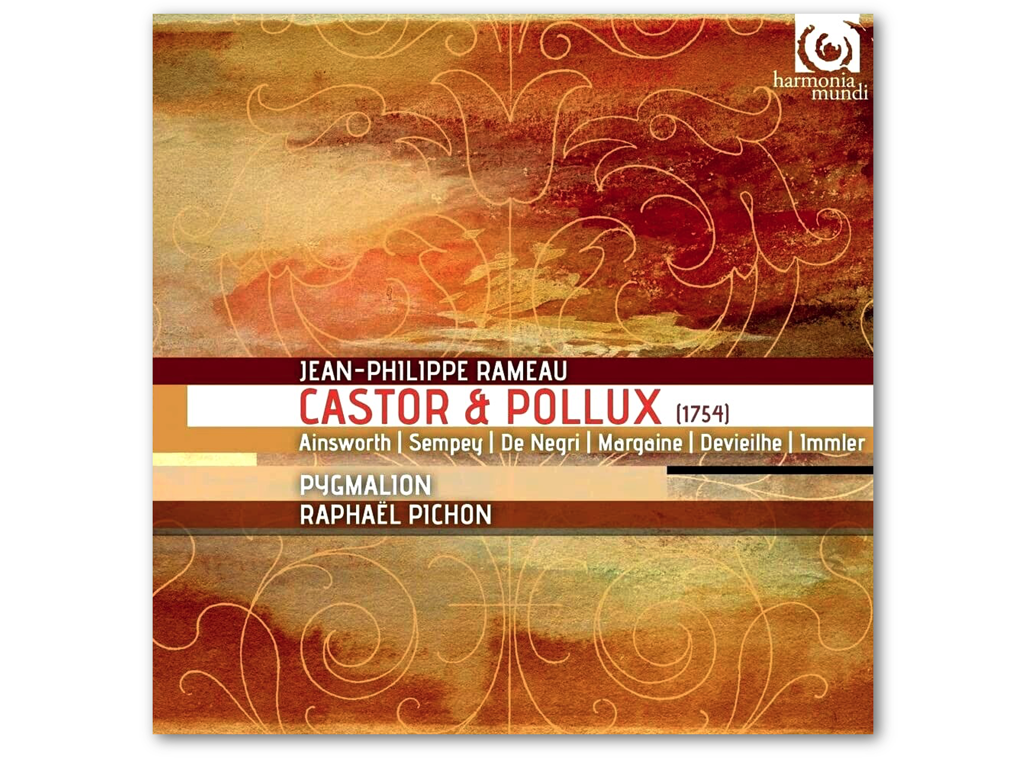 harmonia
mundi
JEAN-PHILIPPE RAMEAU
CASTOR & POLLUX (1754)
Ainsworth | Sempey | De Negri | Margaine | Devieilhe | Immler
PYGMALION
RAPHAËL PICHON